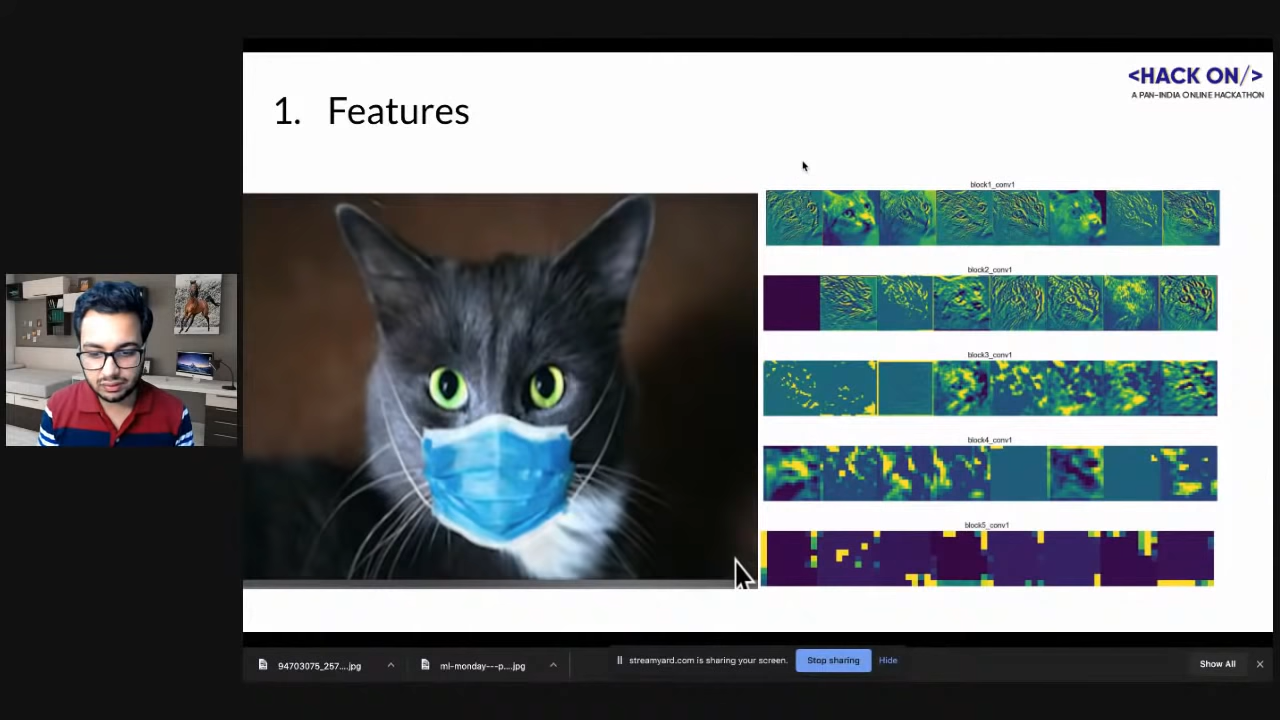 <HACK ON/>
A PAN-INDIA ONLINE HACKATHON
1. Features
block1_conv1
block2_conv1
block3_conv1
block4_conv1
block5_conv1
94703075_257....jpg
ml-monday---p....jpg
streamyard.com is sharing your screen.
Stop sharing
Hide
Show All